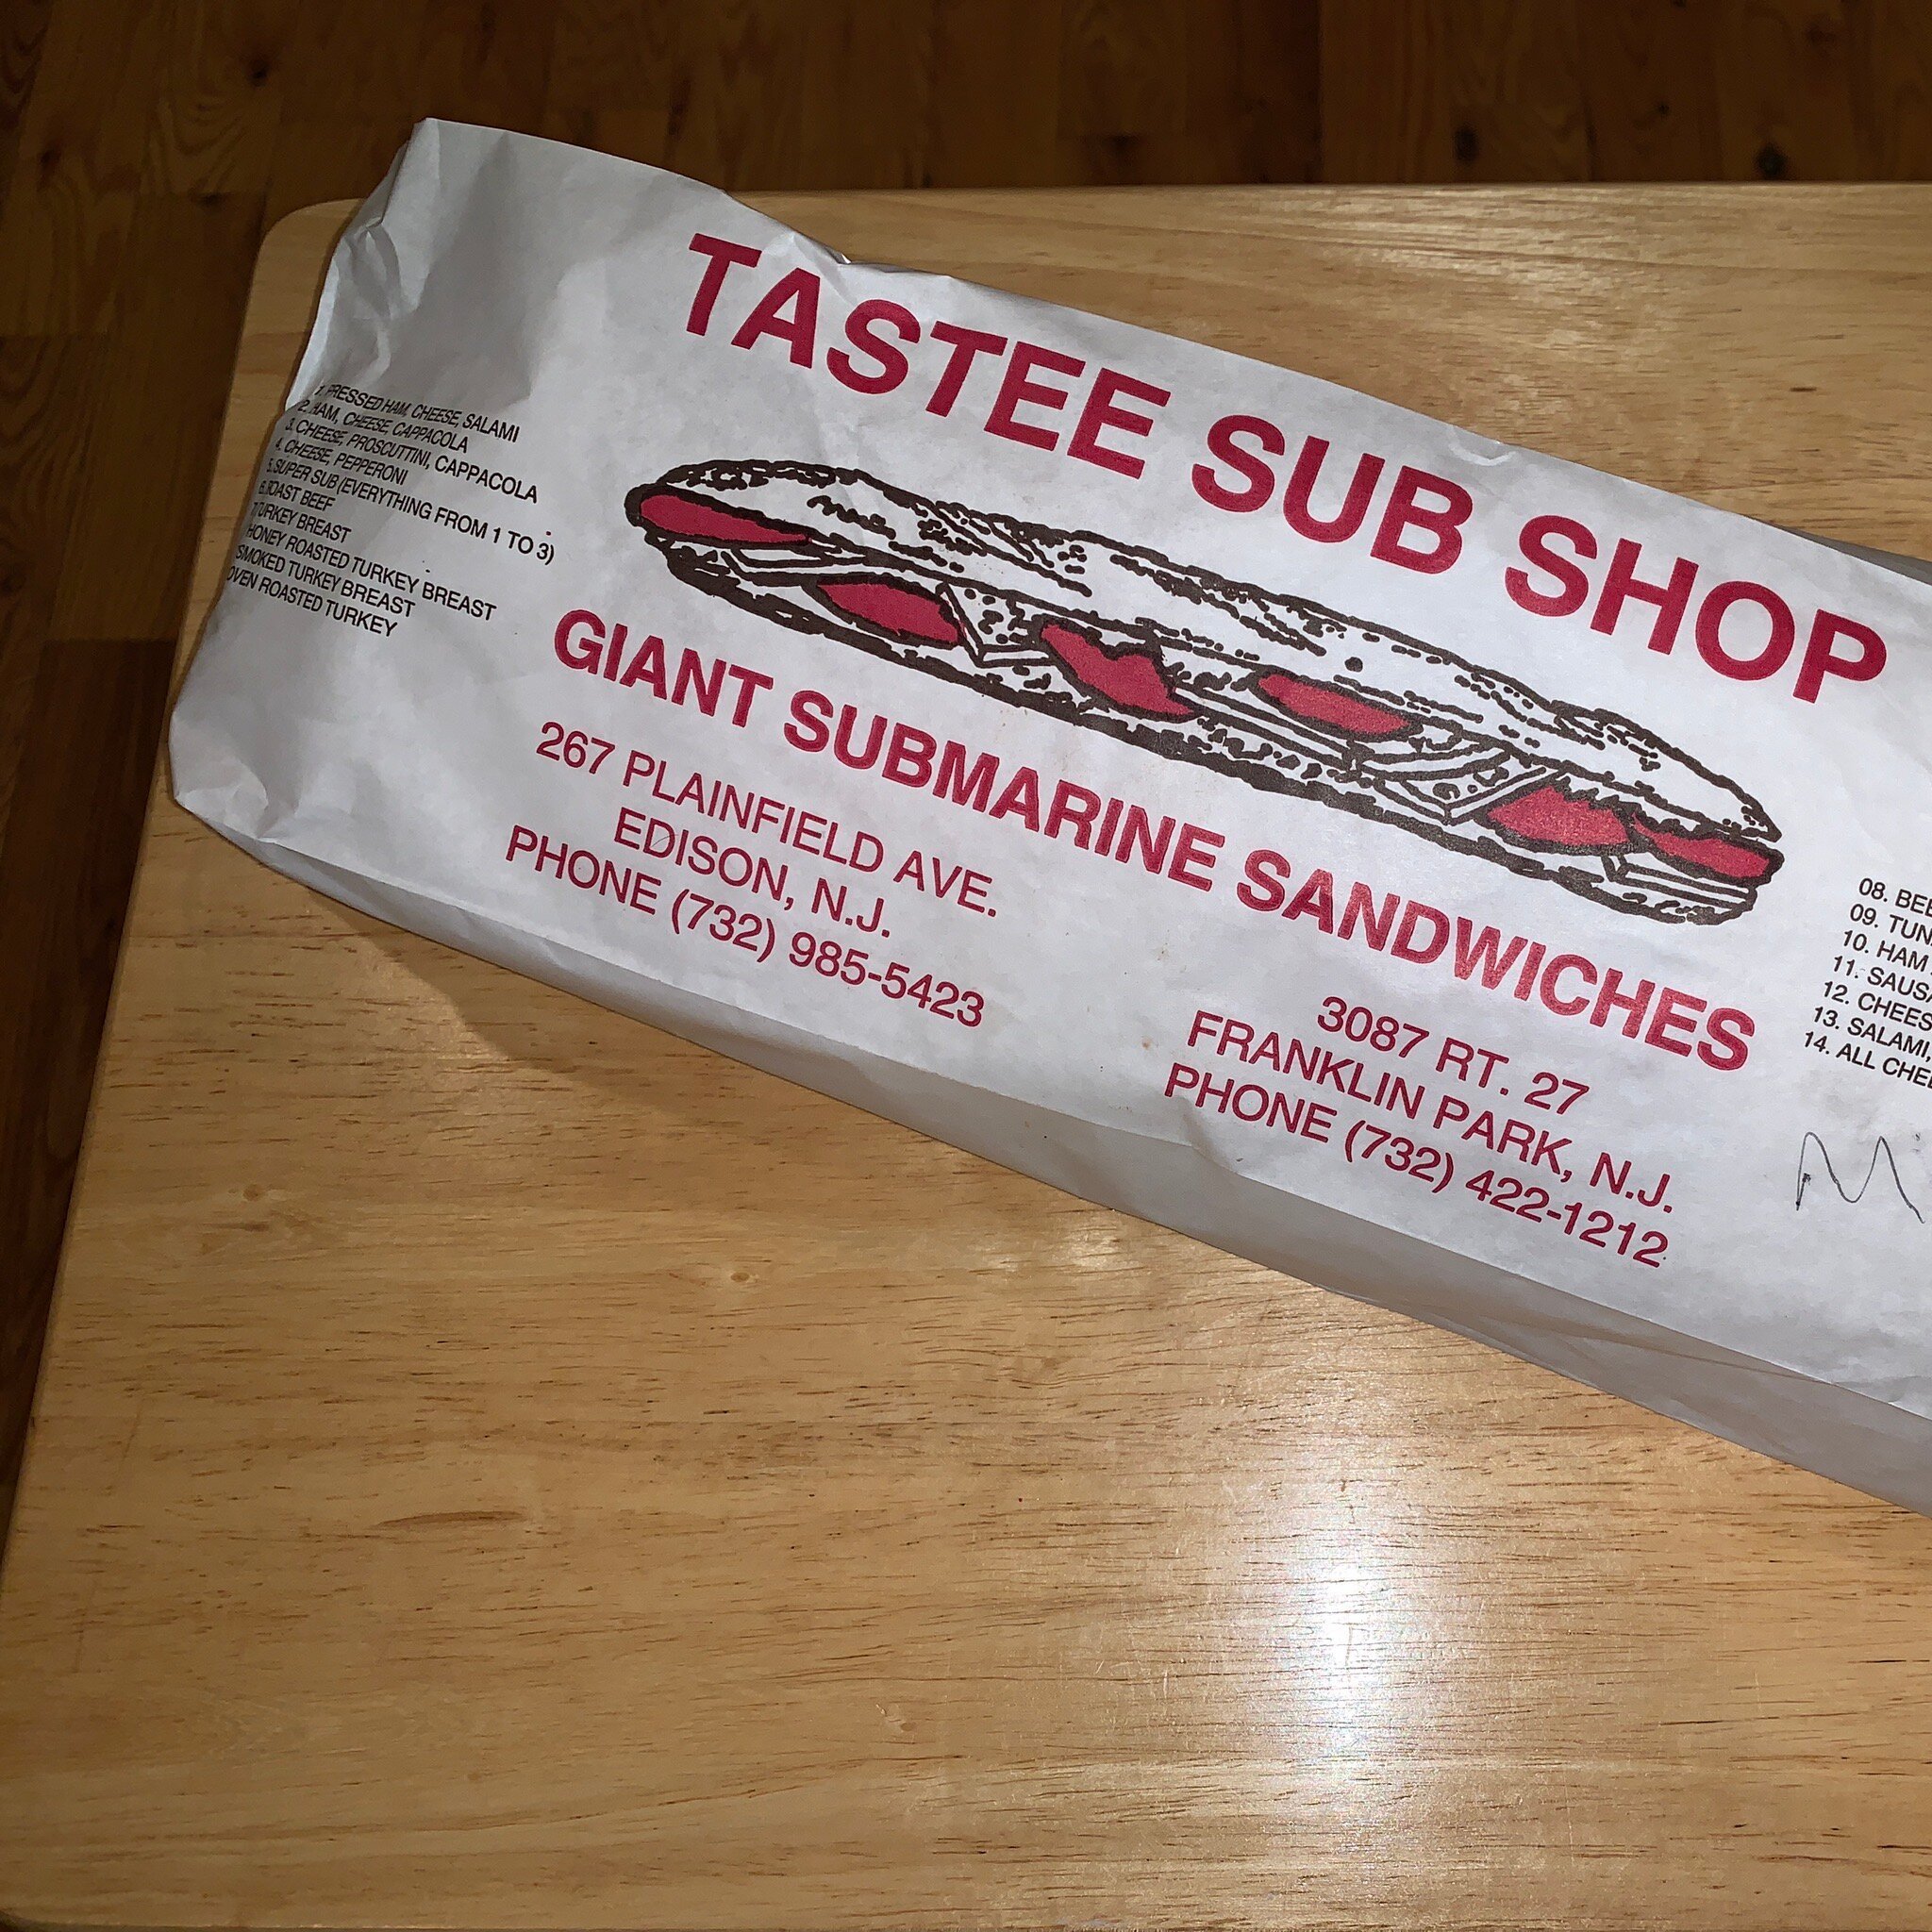 TASTEE SUB SHOP
1. PRESSED HAM, CHEESE, SALAMI
2. HAM, CHEESE, CAPPACOLA
3. CHEESE, PROSCUTTINI, CAPPACOLA
4. CHEESE, PEPPERONI
5. SUPER SUB (EVERYTHING FROM 1 TO 3)
6. ROAST BEEF
TURKEY BREAST
HONEY ROASTED TURKEY BREAST
SMOKED TURKEY BREAST
OVEN ROASTED TURKEY
GIANT SUBMARINE SANDWICHES
267 PLAINFIELD AVE.
EDISON, N.J.
PHONE (732) 985-5423
3087 RT. 27
FRANKLIN PARK, N.J.
PHONE (732) 422-1212
08.
09.
10. HAM
11.
12.
13. SALAMI,
14. ALL